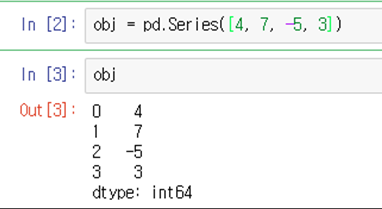 In [2]: obj = pd.Series([4, 7, -5, 3])
In [3]: obj
Out[3]: 0    4
1    7
2   -5
3    3
dtype: int64